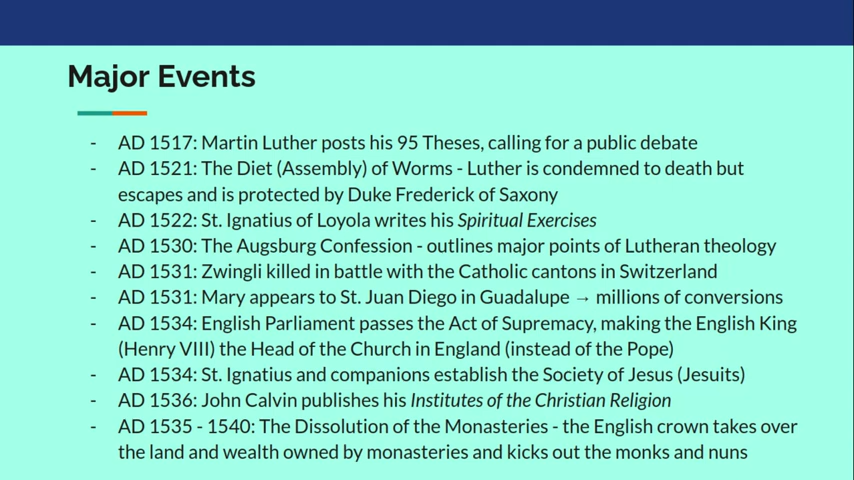 Major Events
- AD 1517: Martin Luther posts his 95 Theses, calling for a public debate
- AD 1521: The Diet (Assembly) of Worms - Luther is condemned to death but
escapes and is protected by Duke Frederick of Saxony
- AD 1522: St. Ignatius of Loyola writes his Spiritual Exercises
- AD 1530: The Augsburg Confession - outlines major points of Lutheran theology
- AD 1531: Zwingli killed in battle with the Catholic cantons in Switzerland
- AD 1531: Mary appears to St. Juan Diego in Guadalupe → millions of conversions
- AD 1534: English Parliament passes the Act of Supremacy, making the English King
(Henry VIII) the Head of the Church in England (instead of the Pope)
- AD 1534: St. Ignatius and companions establish the Society of Jesus (Jesuits)
- AD 1536: John Calvin publishes his Institutes of the Christian Religion
- AD 1535 - 1540: The Dissolution of the Monasteries - the English crown takes over
the land and wealth owned by monasteries and kicks out the monks and nuns